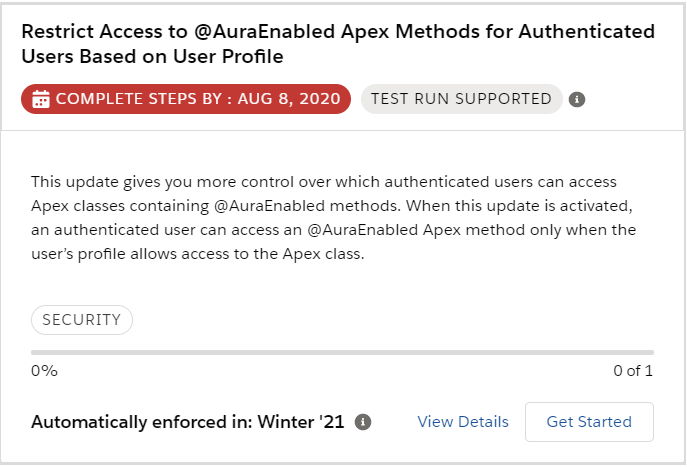 Restrict Access to @AuraEnabled Apex Methods for Authenticated
Users Based on User Profile
COMPLETE STEPS BY : AUG 8, 2020 TEST RUN SUPPORTED
This update gives you more control over which authenticated users can access
Apex classes containing @AuraEnabled methods. When this update is activated,
an authenticated user can access an @AuraEnabled Apex method only when the
user’s profile allows access to the Apex class.
SECURITY
0% 0 of 1
Automatically enforced in: Winter '21 View Details Get Started